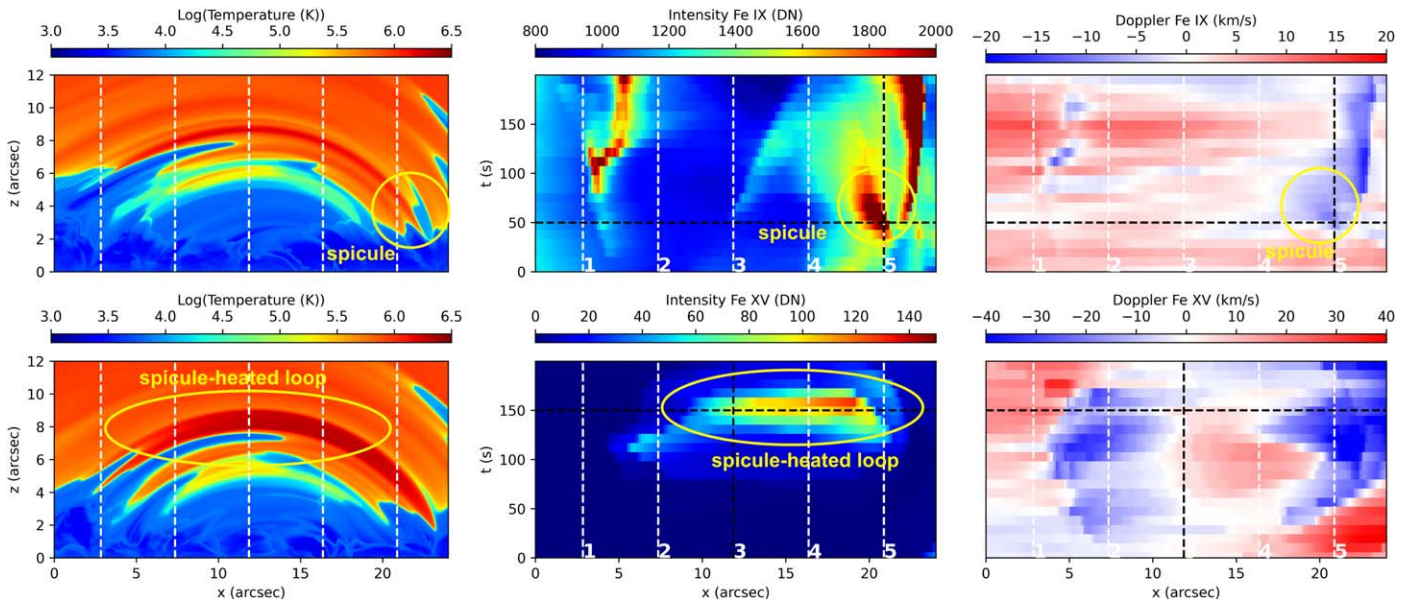 Log(Temperature (K))
3.0 3.5 4.0 4.5 5.0 5.5 6.0 6.5
Intensity Fe IX (DN)
800 1000 1200 1400 1600 1800 2000
Doppler Fe IX (km/s)
−20 −15 −10 −5 0 5 10 15 20
z (arcsec)
12
10
8
6
4
2
0
spicule
t (s)
150
100
50
0
spicule
1 2 3 4 5
spicule
1 2 3 4 5
Log(Temperature (K))
3.0 3.5 4.0 4.5 5.0 5.5 6.0 6.5
Intensity Fe XV (DN)
0 20 40 60 80 100 120 140
Doppler Fe XV (km/s)
−40 −30 −20 −10 0 10 20 30 40
z (arcsec)
12
10
8
6
4
2
0
spicule-heated loop
0 5 10 15 20
x (arcsec)
t (s)
150
100
50
0
spicule-heated loop
1 2 3 4 5
0 5 10 15 20
x (arcsec)
1 2 3 4 5
0 5 10 15 20
x (arcsec)